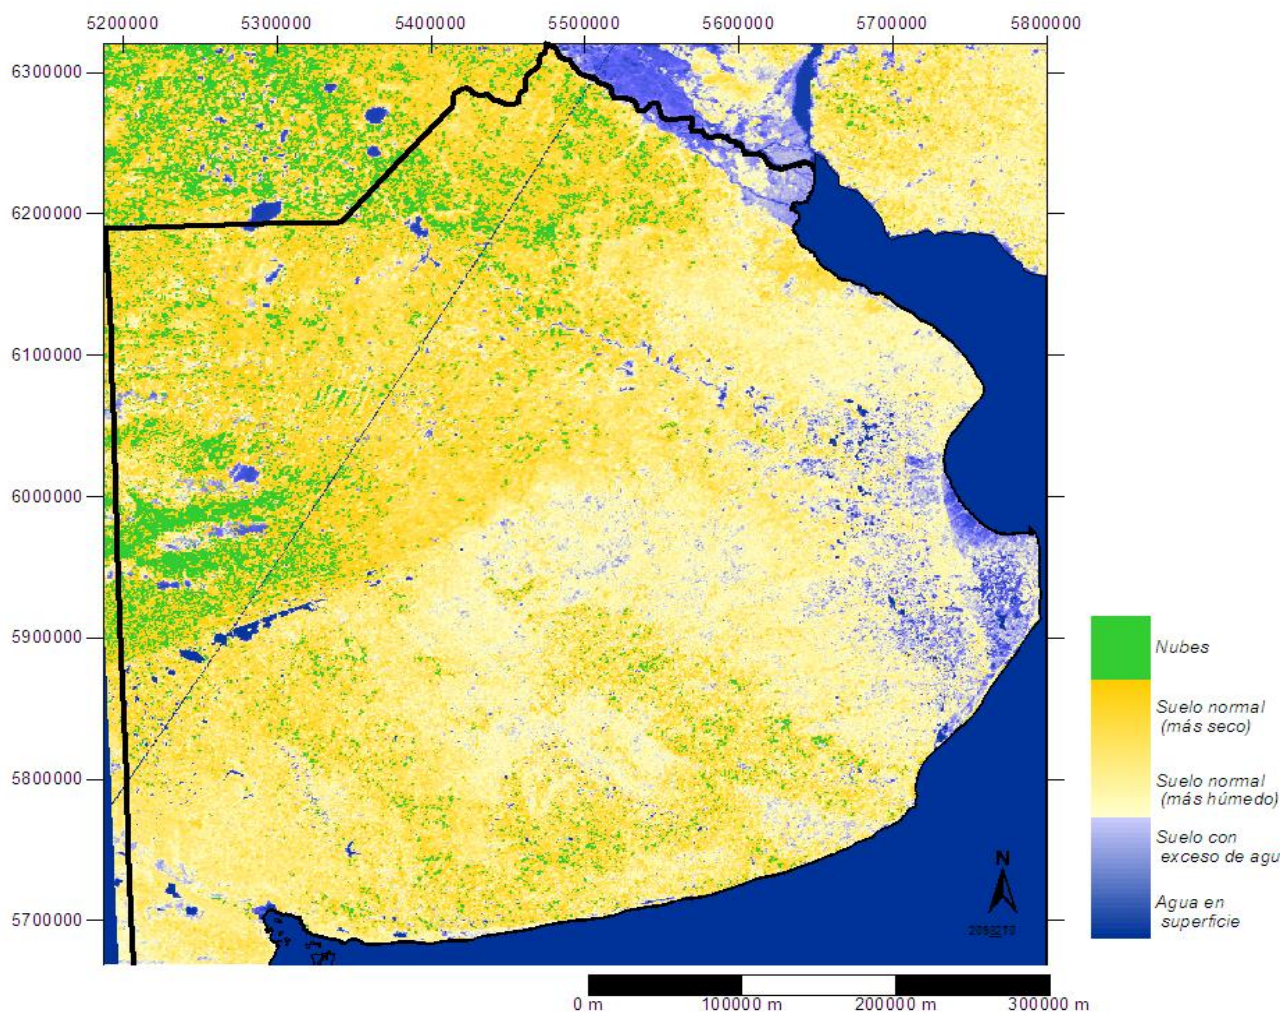 5200000 5300000 5400000 5500000 5600000 5700000 5800000
6300000
6200000
6100000
6000000
5900000
5800000
5700000
Nubes
Suelo normal
(más seco)
Suelo normal
(más húmedo)
Suelo con
exceso de agu
Agua en
superficie
N
0 m 100000 m 200000 m 300000 m